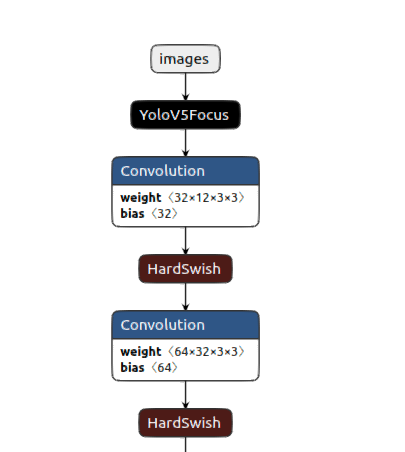 images
YoloV5Focus
Convolution
weight 〈32×12×3×3〉
bias 〈32〉
HardSwish
Convolution
weight 〈64×32×3×3〉
bias 〈64〉
HardSwish